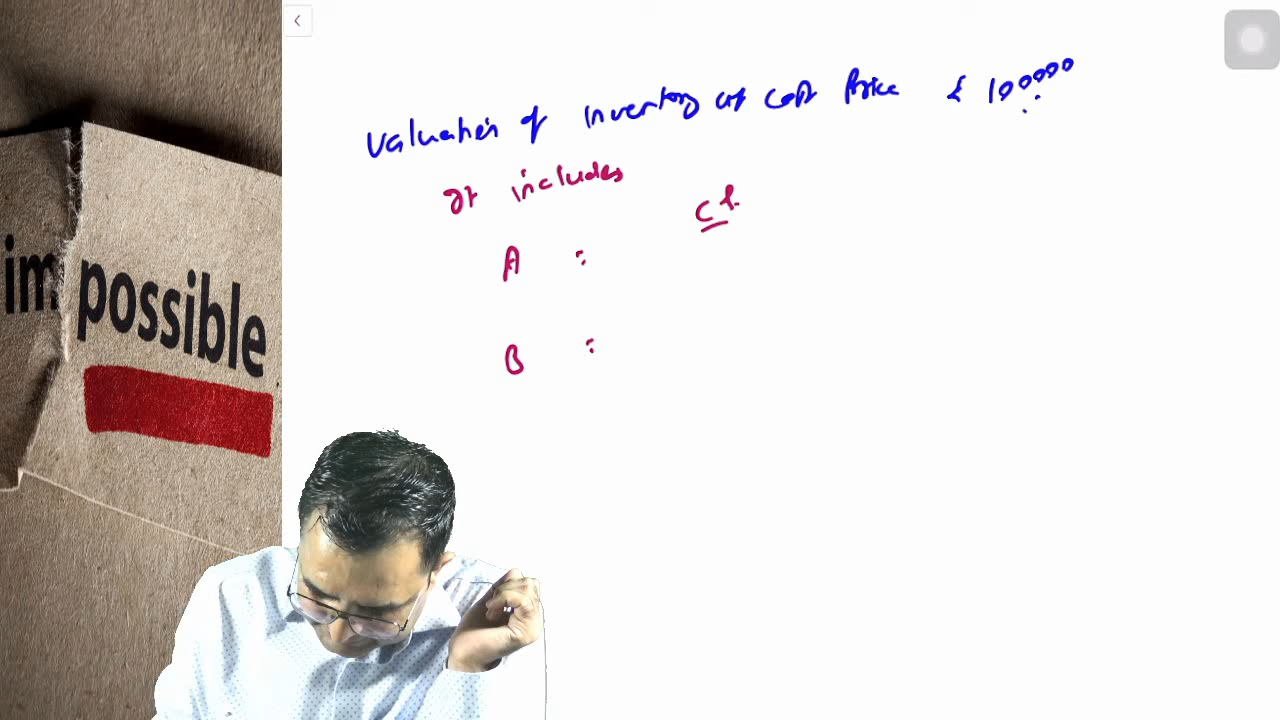 impossible
Valuation of inventory at cost Price £ 100000
It includes
C P.
A :
B :